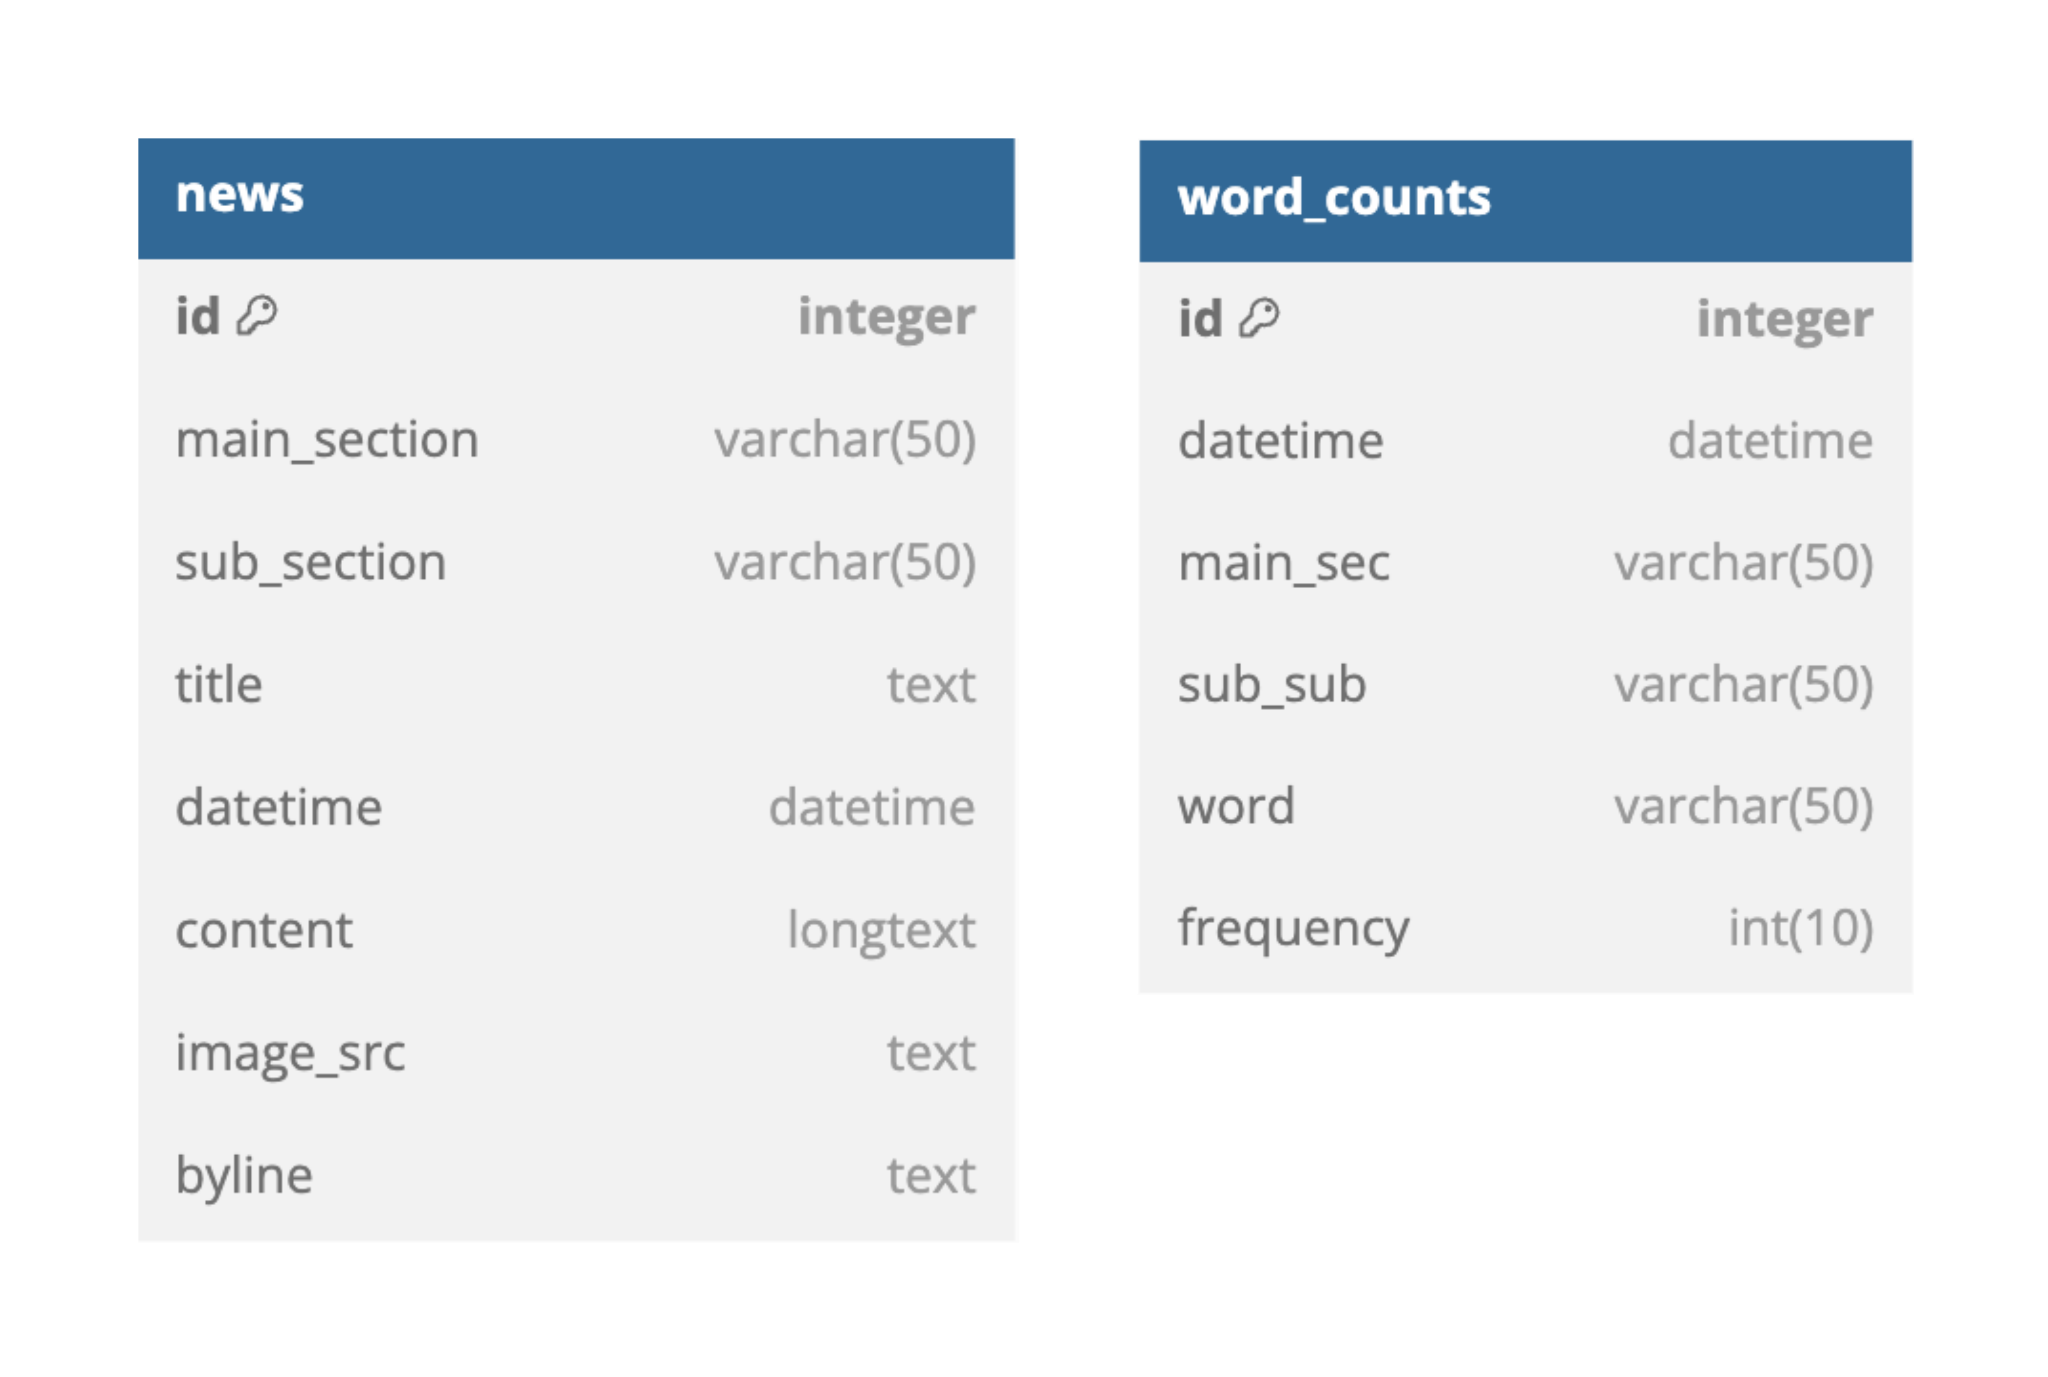 news
id integer
main_section varchar(50)
sub_section varchar(50)
title text
datetime datetime
content longtext
image_src text
byline text
word_counts
id integer
datetime datetime
main_sec varchar(50)
sub_sub varchar(50)
word varchar(50)
frequency int(10)